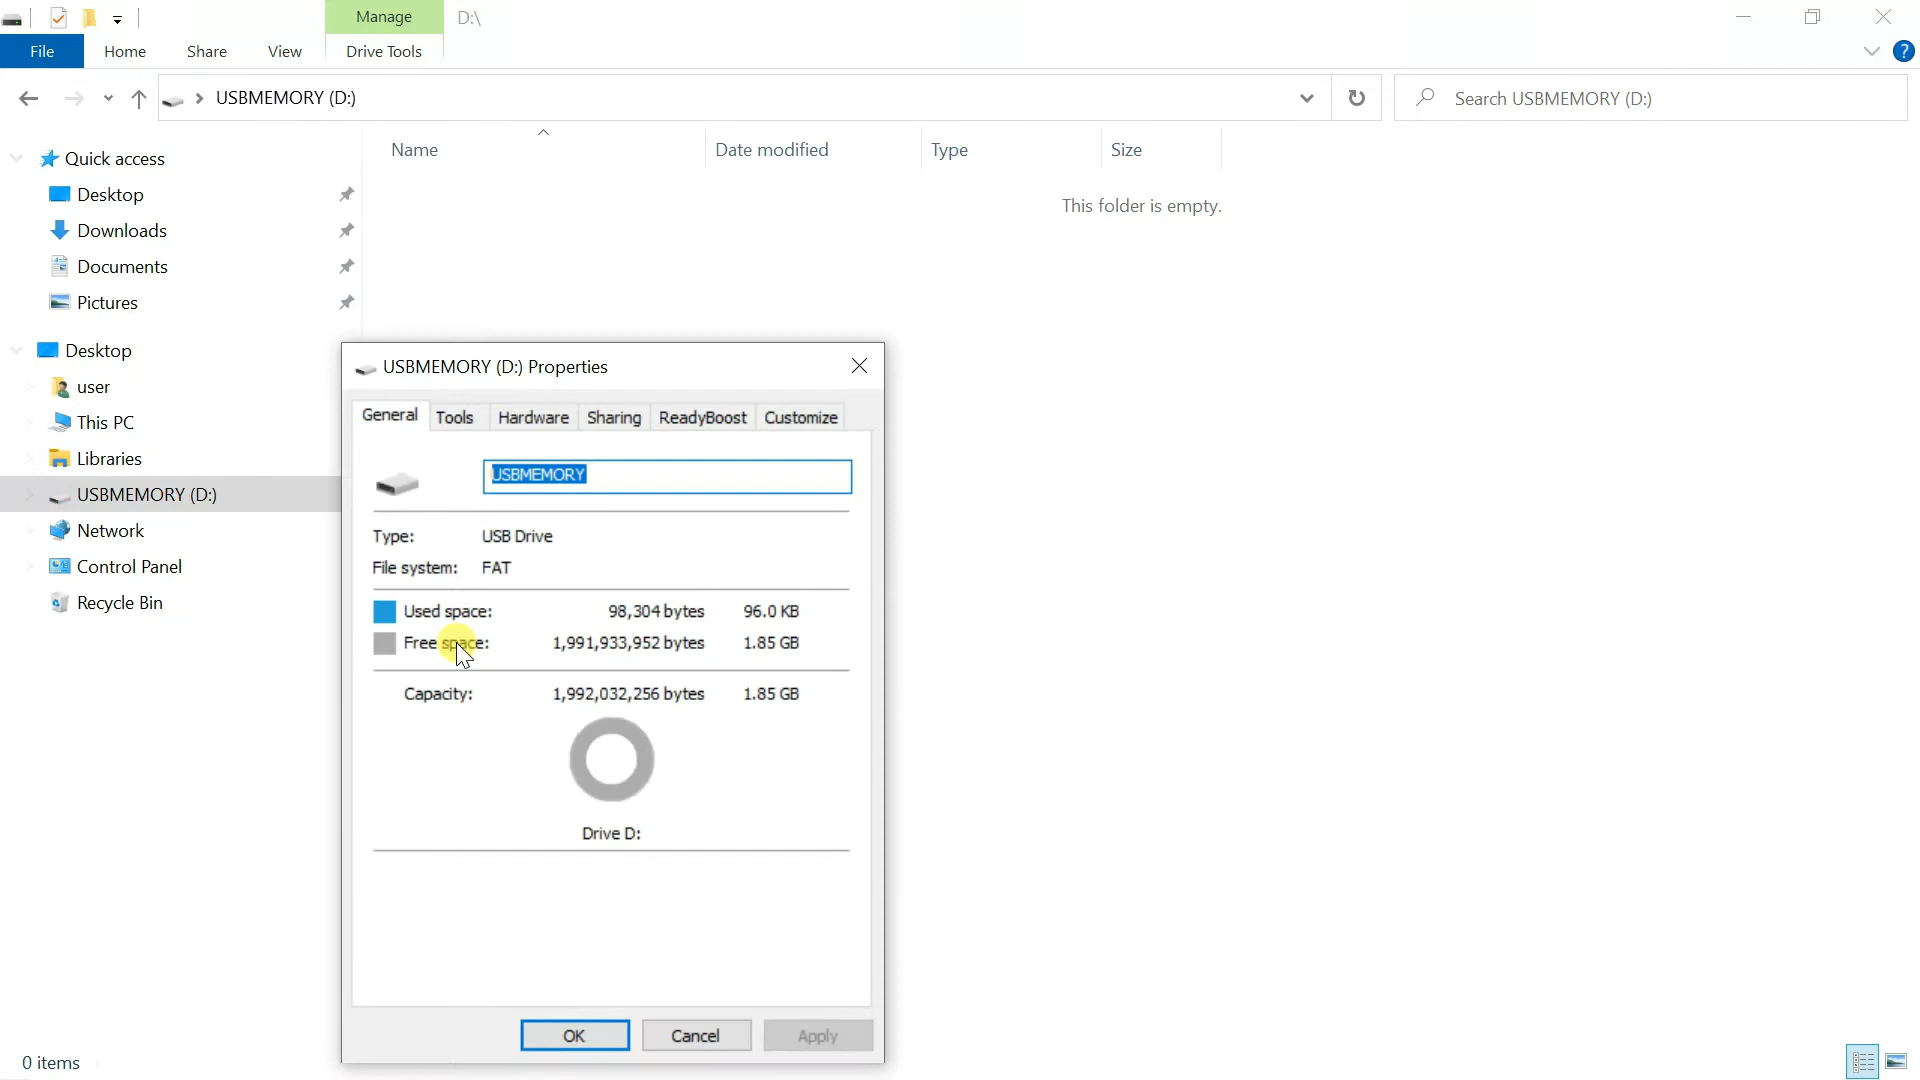 Manage
D:\
File
Home
Share
View
Drive Tools
?
USBMEMORY (D:)
Search USBMEMORY (D:)
Name
Date modified
Type
Size
This folder is empty.
Quick access
Desktop
Downloads
Documents
Pictures
Desktop
user
This PC
Libraries
USBMEMORY (D:)
Network
Control Panel
Recycle Bin
USBMEMORY (D:) Properties
General
Tools
Hardware
Sharing
ReadyBoost
Customize
USBMEMORY
Type: USB Drive
File system: FAT
Used space: 98,304 bytes 96.0 KB
Free space: 1,991,933,952 bytes 1.85 GB
Capacity: 1,992,032,256 bytes 1.85 GB
Drive D:
OK
Cancel
Apply
0 items